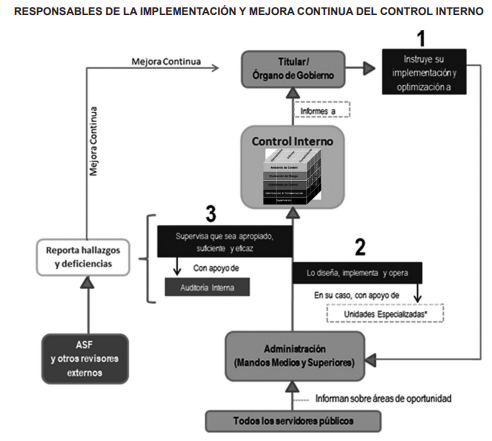 RESPONSABLES DE LA IMPLEMENTACIÓN Y MEJORA CONTINUA DEL CONTROL INTERNO
1
Mejora Continua
Titular/
Órgano de Gobierno
Instruye su
implementación y
optimización a
Mejora Continua
Informes a
Control Interno
3
Supervisa que sea apropiado,
suficiente y eficaz
2
Reporta hallazgos
y deficiencias
Con apoyo de
Lo diseña, implementa y opera
Auditoría Interna
En su caso, con apoyo de
Unidades Especializadas*
ASF
y otros revisores
externos
Administración
(Mandos Medios y Superiores)
Informan sobre áreas de oportunidad
Todos los servidores públicos